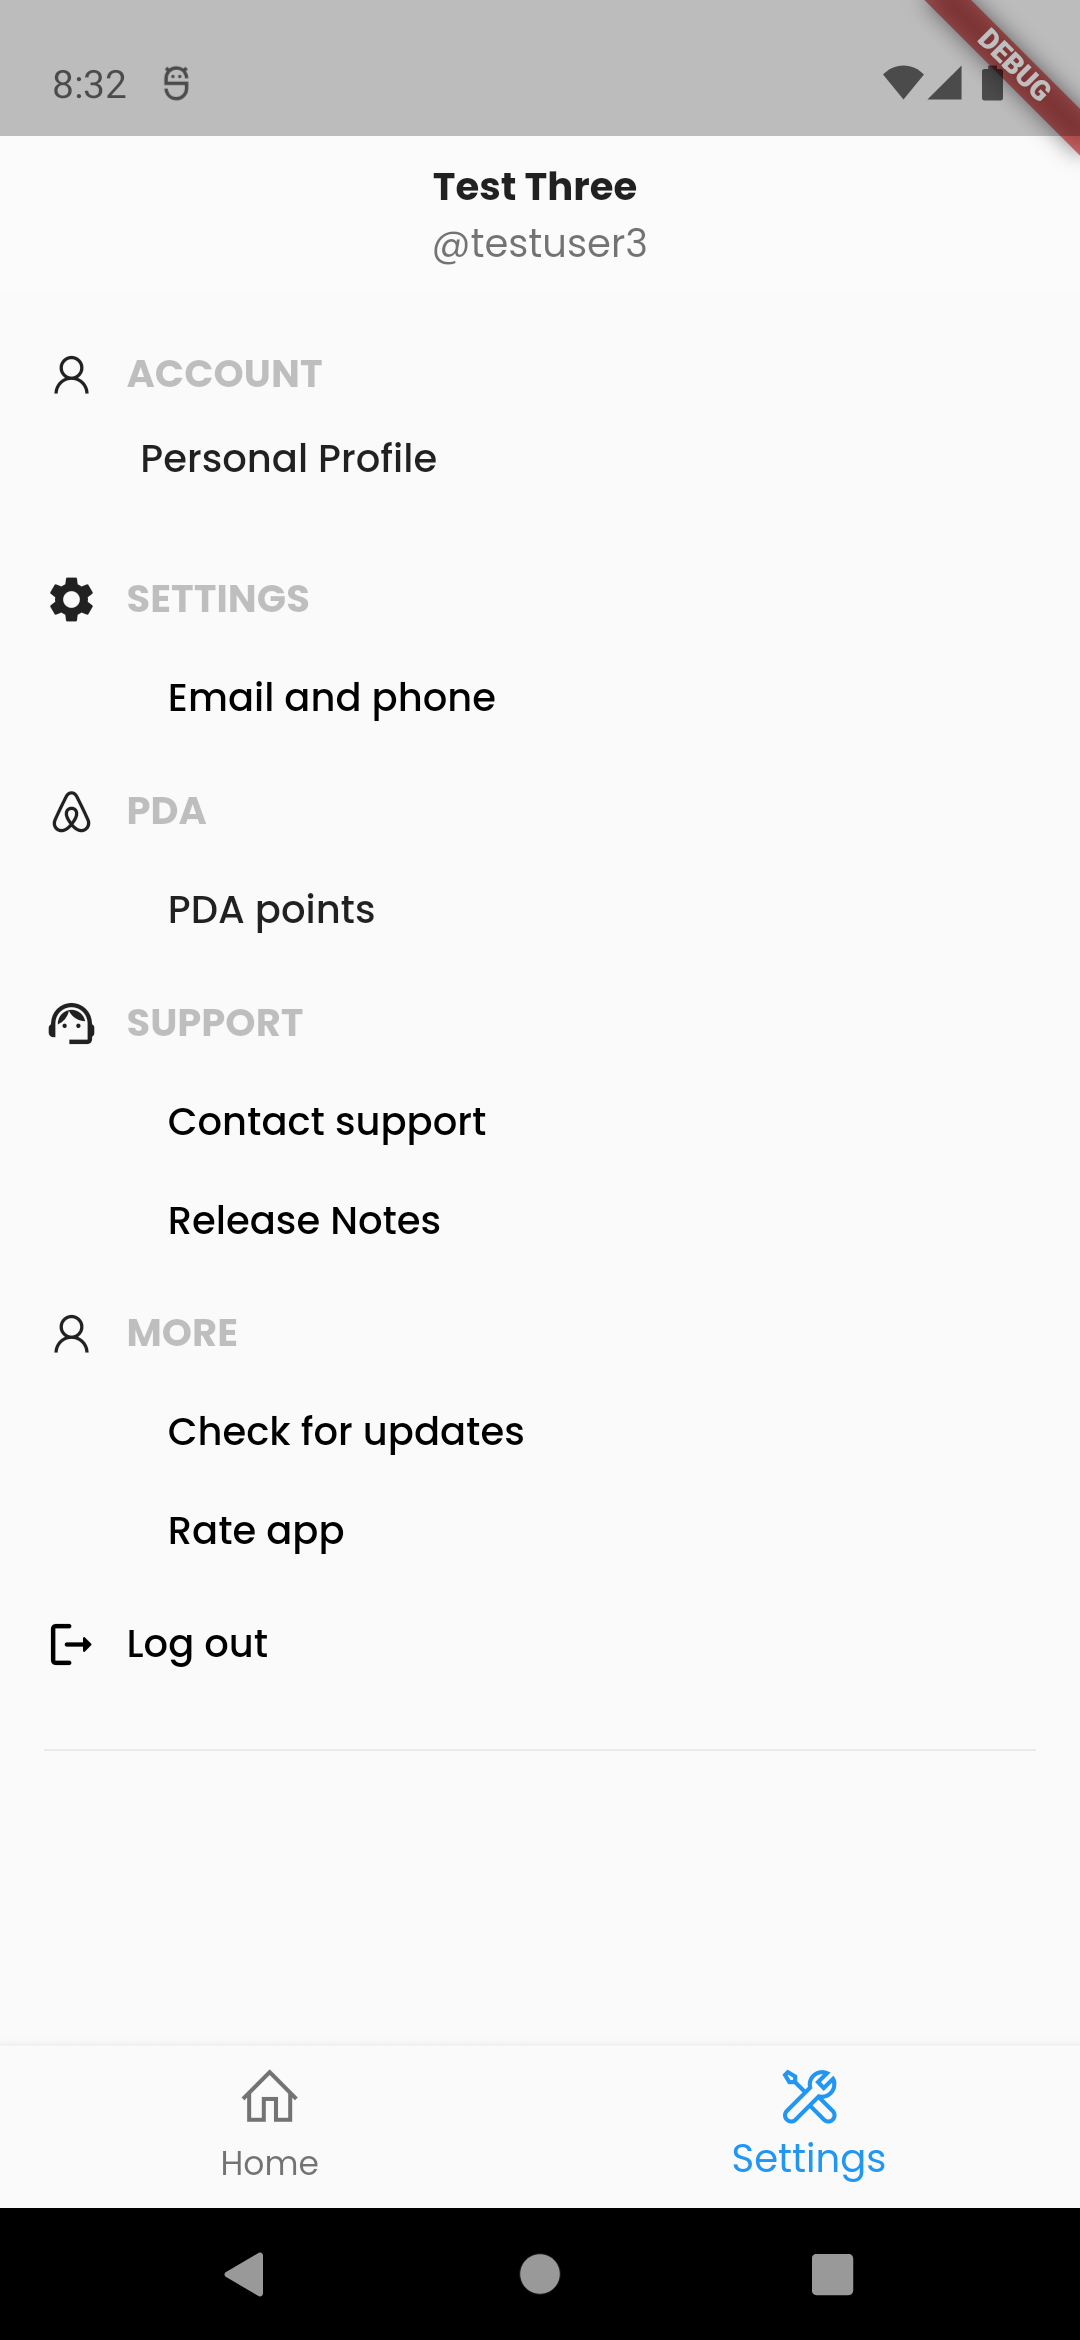 8:32
DEBUG
Test Three
@testuser3
ACCOUNT
Personal Profile
SETTINGS
Email and phone
PDA
PDA points
SUPPORT
Contact support
Release Notes
MORE
Check for updates
Rate app
Log out
Home
Settings